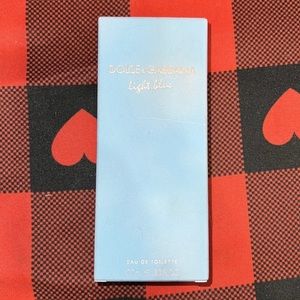 DOLCE & GABBANA
light blue
EAU DE TOILETTE